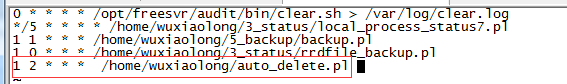 0 * * * * /opt/freesvr/audit/bin/clear.sh > /var/log/clear.log
*/5 * * * * /home/wuxiaolong/3_status/local_process_status7.pl
1 1 * * * /home/wuxiaolong/5_backup/backup.pl
1 0 * * * /home/wuxiaolong/3_status/rrdfile_backup.pl
1 2 * * * /home/wuxiaolong/auto_delete.pl
~